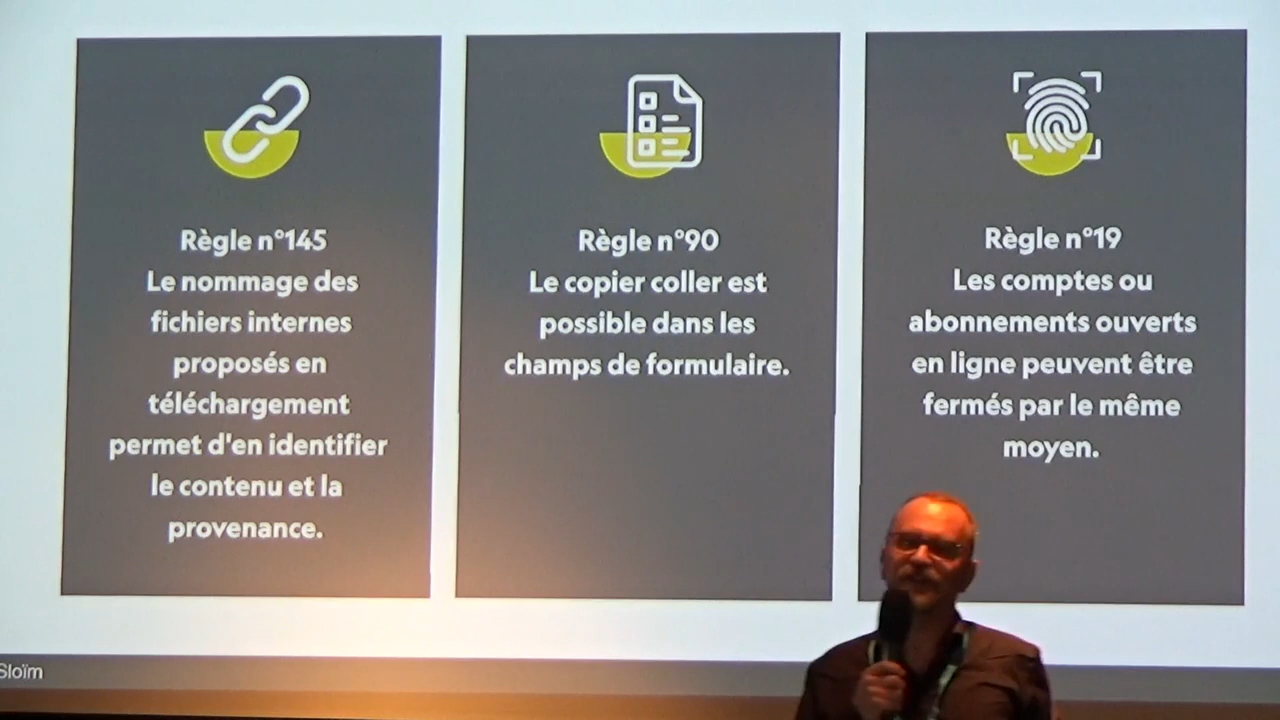 Règle n°145
Le nommage des
fichiers internes
proposés en
téléchargement
permet d'en identifier
le contenu et la
provenance.
Règle n°90
Le copier coller est
possible dans les
champs de formulaire.
Règle n°19
Les comptes ou
abonnements ouverts
en ligne peuvent être
fermés par le même
moyen.
Sloïm